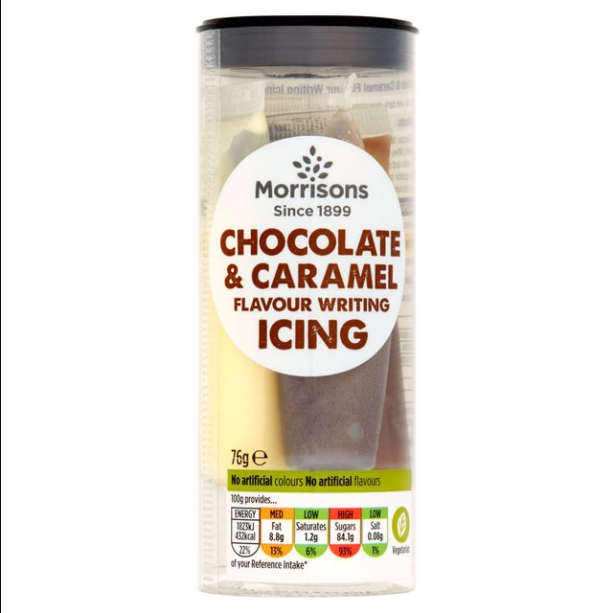 Morrisons
Since 1899
CHOCOLATE
& CARAMEL
FLAVOUR WRITING
ICING
76g ℮
No artificial colours No artificial flavours
100g provides...
ENERGY MED LOW HIGH LOW
1823kJ Fat Saturates Sugars Salt
432kcal 8.8g 1.2g 84.1g 0.08g
22% 13% 6% 93% 1%
of your Reference Intake*
Vegetarian